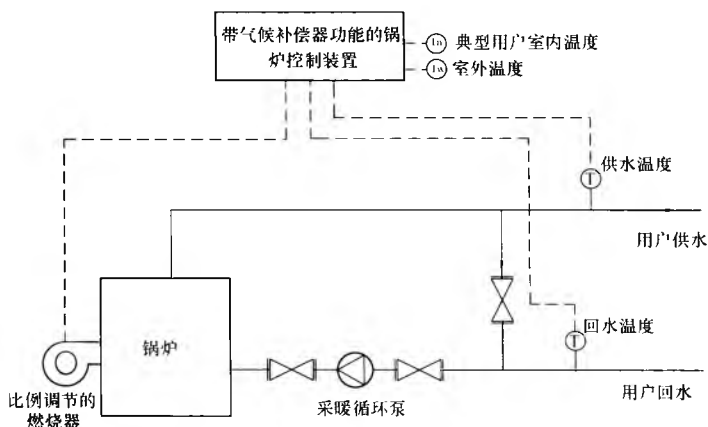 带气候补偿器功能的锅
炉控制装置
Tn 典型用户室内温度
Tw 室外温度
T 供水温度
用户供水
T 回水温度
锅炉
比例调节的
燃烧器
采暖循环泵
用户回水